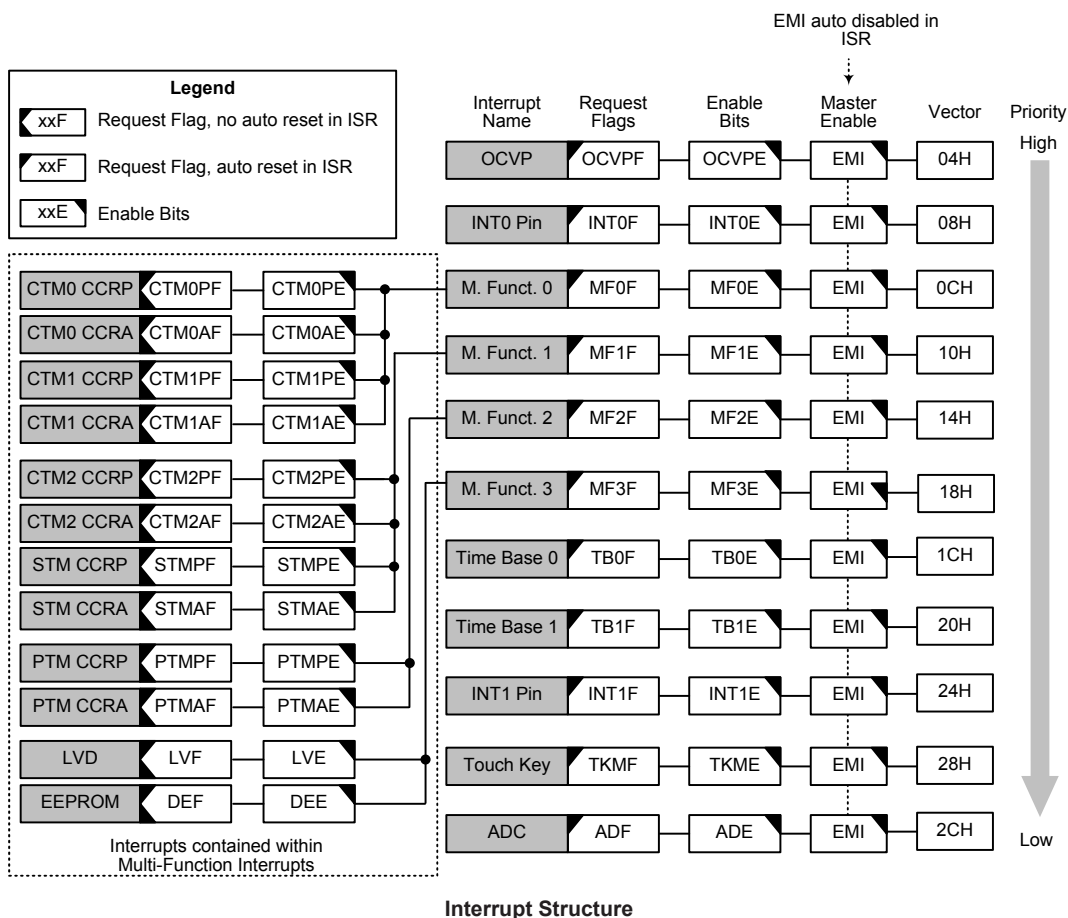 EMI auto disabled in
ISR
Legend
xxF Request Flag, no auto reset in ISR
xxF Request Flag, auto reset in ISR
xxE Enable Bits
Interrupt Name Request Flags Enable Bits Master Enable Vector Priority
High
OCVP OCVPF OCVPE EMI 04H
INT0 Pin INT0F INT0E EMI 08H
M. Funct. 0 MF0F MF0E EMI 0CH
M. Funct. 1 MF1F MF1E EMI 10H
M. Funct. 2 MF2F MF2E EMI 14H
M. Funct. 3 MF3F MF3E EMI 18H
Time Base 0 TB0F TB0E EMI 1CH
Time Base 1 TB1F TB1E EMI 20H
INT1 Pin INT1F INT1E EMI 24H
Touch Key TKMF TKME EMI 28H
ADC ADF ADE EMI 2CH
Low
CTM0 CCRP CTM0PF CTM0PE
CTM0 CCRA CTM0AF CTM0AE
CTM1 CCRP CTM1PF CTM1PE
CTM1 CCRA CTM1AF CTM1AE
CTM2 CCRP CTM2PF CTM2PE
CTM2 CCRA CTM2AF CTM2AE
STM CCRP STMPF STMPE
STM CCRA STMAF STMAE
PTM CCRP PTMPF PTMPE
PTM CCRA PTMAF PTMAE
LVD LVF LVE
EEPROM DEF DEE
Interrupts contained within
Multi-Function Interrupts
Interrupt Structure